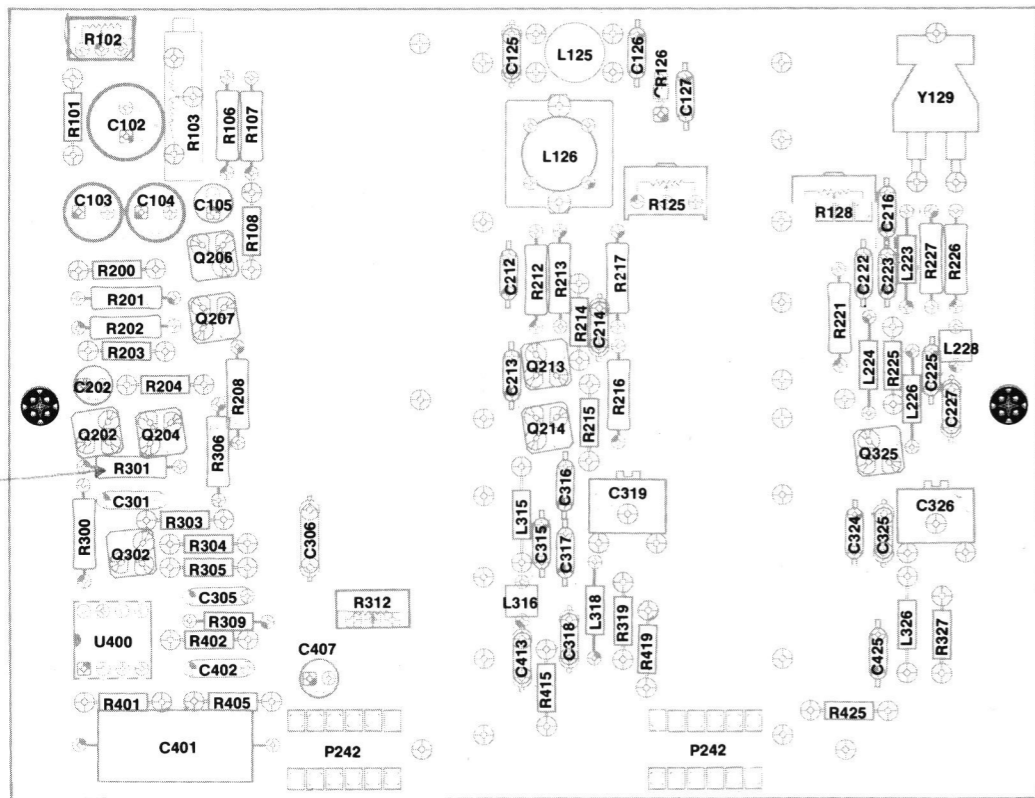 R102
R101
C102
R103
R106
R107
C103
C104
C105
R108
Q206
R200
R201
R202
Q207
R203
C202
R204
R208
Q202
Q204
R306
R301
C301
R300
R303
Q302
R304
R305
C306
C305
R309
R312
U400
R402
C402
C407
R401
R405
C401
P242
C125
L125
C126
CR126
C127
L126
R125
C212
R212
R213
R217
R214
C214
C213
Q213
R216
Q214
R215
C316
C319
L315
C315
C317
L316
L318
R319
C318
R419
C413
R415
P242
Y129
R128
C216
C222
C223
L223
R227
R226
R221
L224
R225
L228
C225
L226
C227
Q325
C326
C324
C325
L326
R327
C425
R425